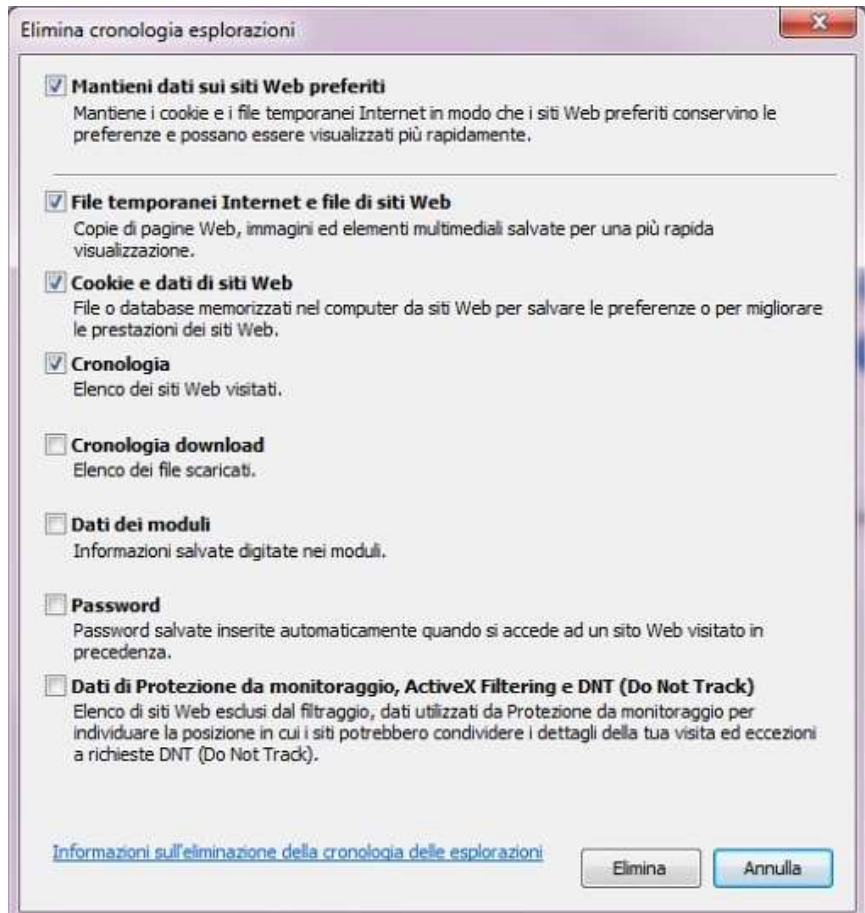 Elimina cronologia esplorazioni
Mantieni dati sui siti Web preferiti
Mantiene i cookie e i file temporanei Internet in modo che i siti Web preferiti conservino le
preferenze e possano essere visualizzati più rapidamente.
File temporanei Internet e file di siti Web
Copie di pagine Web, immagini ed elementi multimediali salvate per una più rapida
visualizzazione.
Cookie e dati di siti Web
File o database memorizzati nel computer da siti Web per salvare le preferenze o per migliorare
le prestazioni dei siti Web.
Cronologia
Elenco dei siti Web visitati.
Cronologia download
Elenco dei file scaricati.
Dati dei moduli
Informazioni salvate digitate nei moduli.
Password
Password salvate inserite automaticamente quando si accede ad un sito Web visitato in
precedenza.
Dati di Protezione da monitoraggio, ActiveX Filtering e DNT (Do Not Track)
Elenco di siti Web esclusi dal filtraggio, dati utilizzati da Protezione da monitoraggio per
individuare la posizione in cui i siti potrebbero condividere i dettagli della tua visita ed eccezioni
a richieste DNT (Do Not Track).
Informazioni sull'eliminazione della cronologia delle esplorazioni
Elimina
Annulla